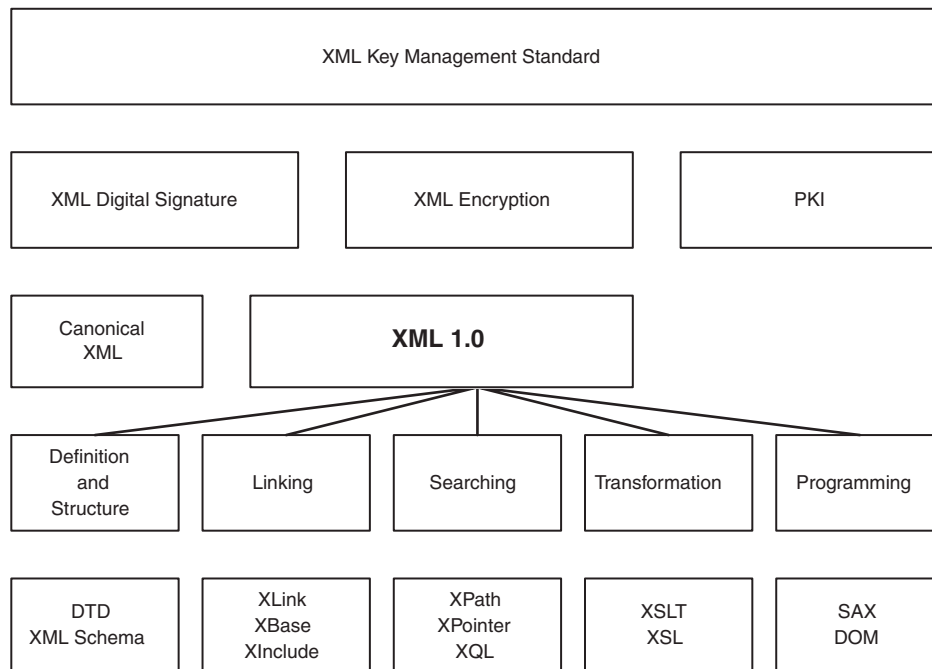 XML Key Management Standard
XML Digital Signature
XML Encryption
PKI
Canonical
XML
XML 1.0
Definition
and
Structure
Linking
Searching
Transformation
Programming
DTD
XML Schema
XLink
XBase
XInclude
XPath
XPointer
XQL
XSLT
XSL
SAX
DOM